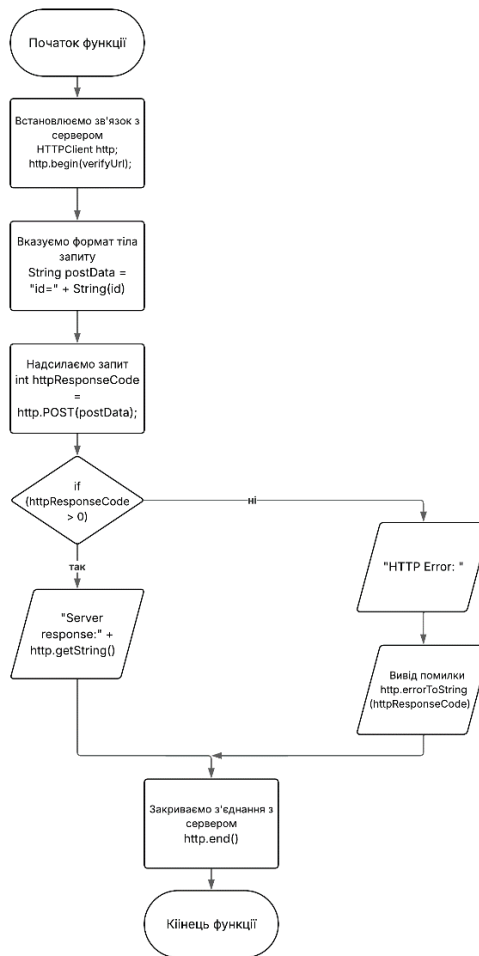 Початок функції
Встановлюємо зв'язок з
сервером
HTTPClient http;
http.begin(verifyUrl);
Вказуємо формат тіла
запиту
String postData =
"id=" + String(id)
Надсилаємо запит
int httpResponseCode
=
http.POST(postData);
if
(httpResponseCode
> 0)
ні
так
"HTTP Error: "
"Server
response:" +
http.getString()
Вивід помилки
http.errorToString
(httpResponseCode)
Закриваємо з'єднання з
сервером
http.end()
Кіінець функції